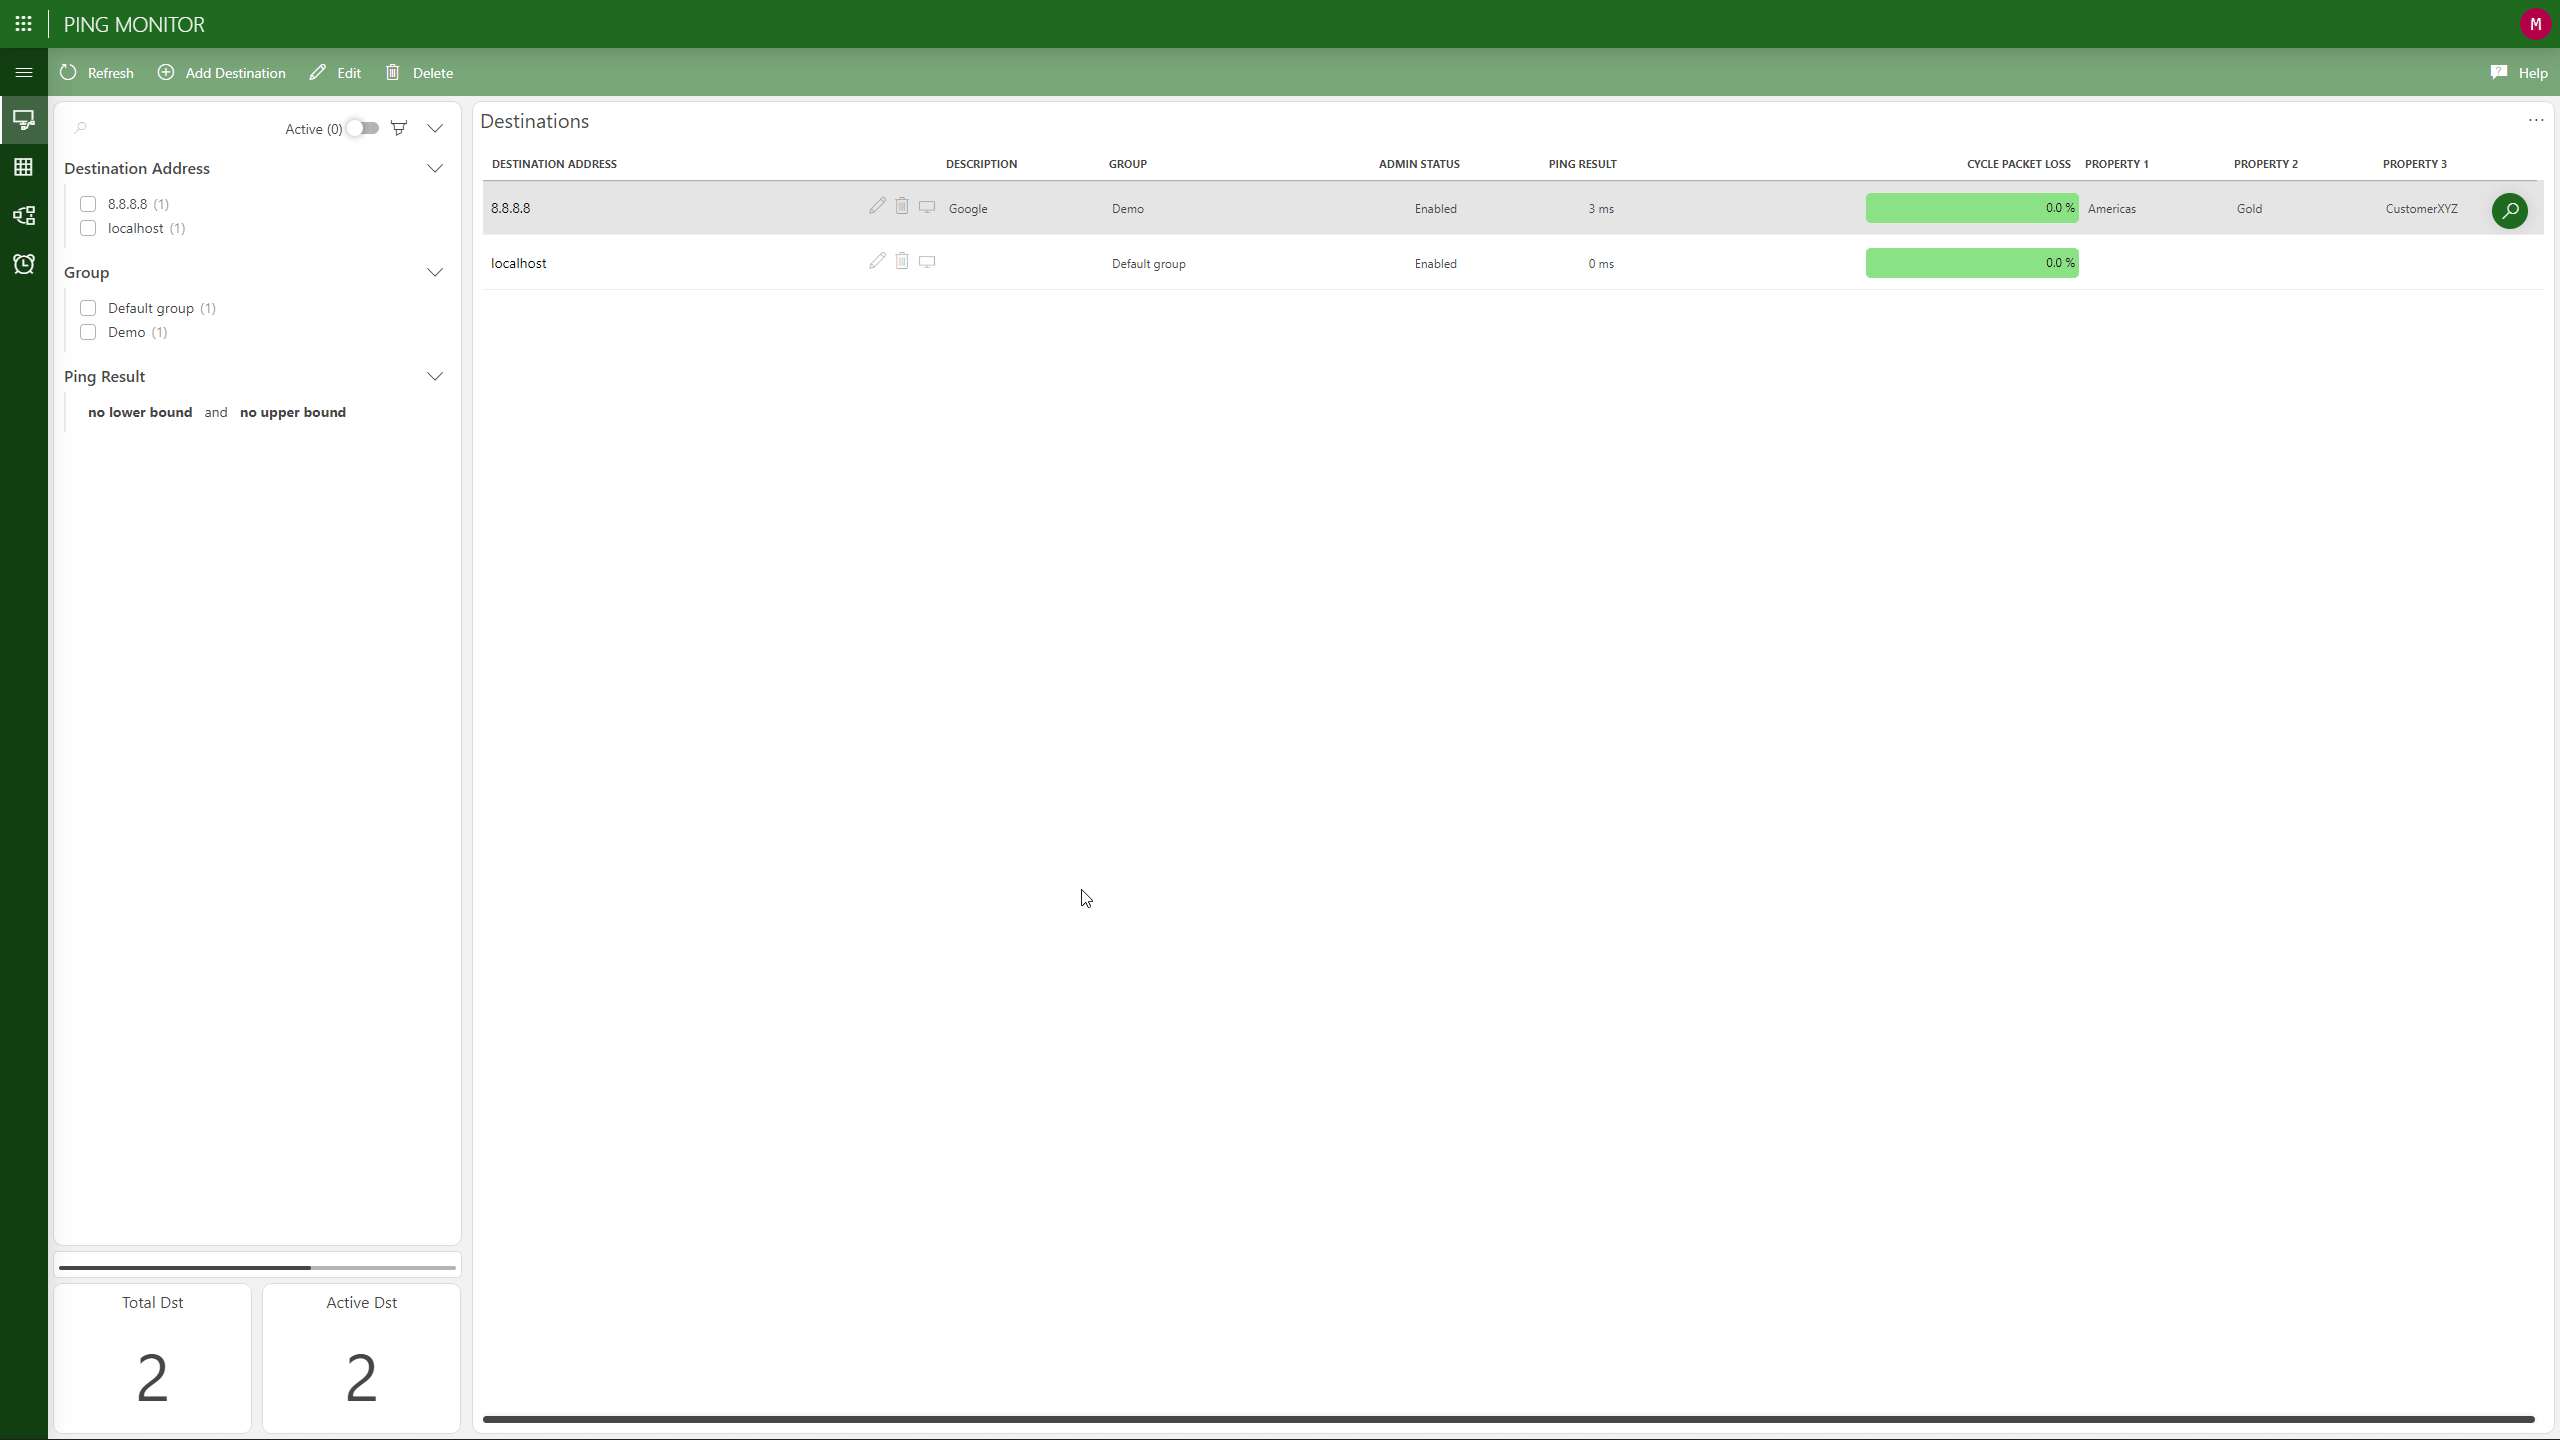 PING MONITOR
M
Refresh Add Destination Edit Delete Help
Active (0)
Destination Address
8.8.8.8 (1)
localhost (1)
Group
Default group (1)
Demo (1)
Ping Result
no lower bound and no upper bound
Total Dst
2
Active Dst
2
Destinations
DESTINATION ADDRESS DESCRIPTION GROUP ADMIN STATUS PING RESULT CYCLE PACKET LOSS PROPERTY 1 PROPERTY 2 PROPERTY 3
8.8.8.8 Google Demo Enabled 3 ms 0.0 % Americas Gold CustomerXYZ
localhost Default group Enabled 0 ms 0.0 %